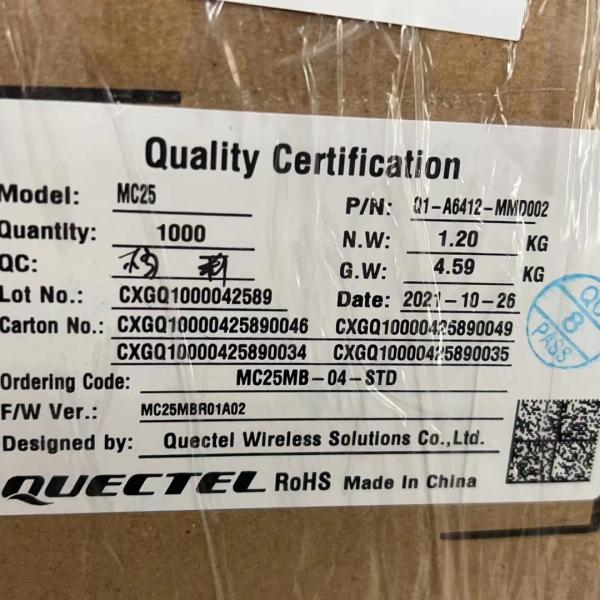 Quality Certification
Model: MC25 P/N: Q1-A6412-MMD002
Quantity: 1000 N.W: 1.20 KG
QC: G.W: 4.59 KG
Lot No.: CXGQ1000042589 Date: 2021-10-26
Carton No.: CXGQ10000425890046 CXGQ10000425890049
CXGQ10000425890034 CXGQ10000425890035
Ordering Code: MC25MB-04-STD
F/W Ver.: MC25MBR01A02
Designed by: Quectel Wireless Solutions Co.,Ltd.
QUECTEL RoHS Made In China
8
PASS